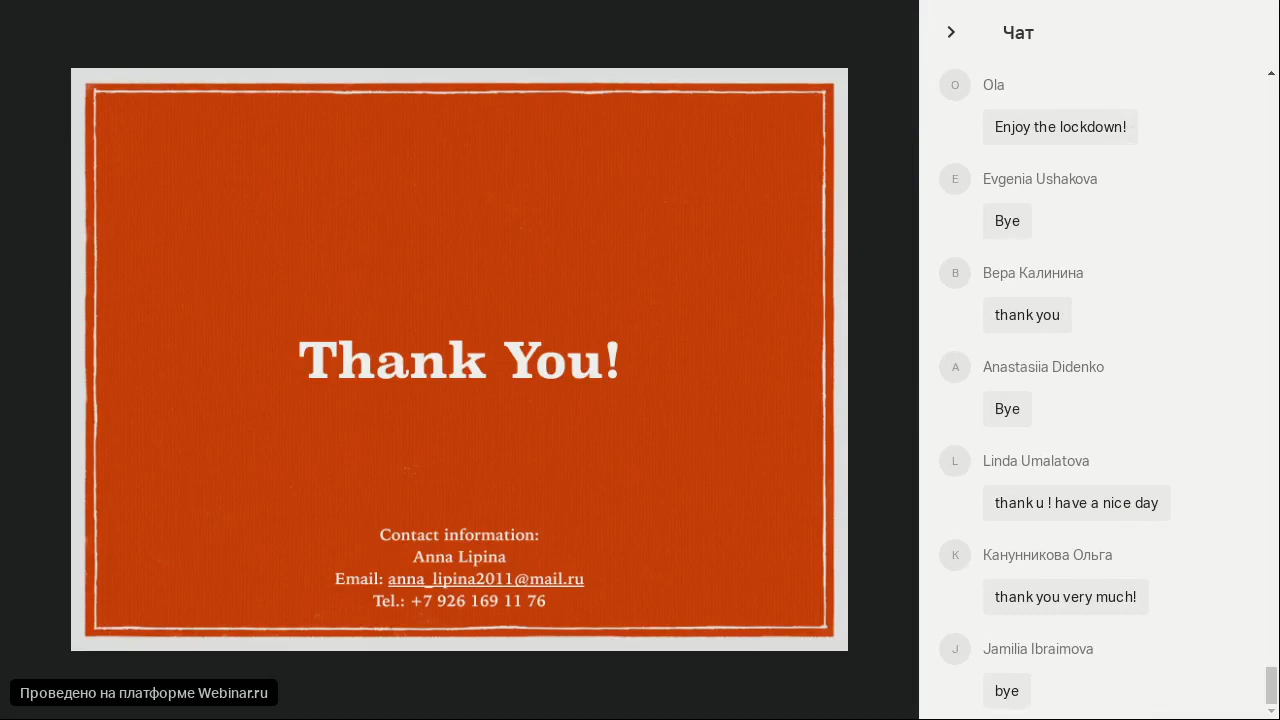 Thank You!
Contact information:
Anna Lipina
Email: anna_lipina2011@mail.ru
Tel.: +7 926 169 11 76
Проведено на платформе Webinar.ru
Чат
O
Ola
Enjoy the lockdown!
E
Evgenia Ushakova
Bye
В
Вера Калинина
thank you
A
Anastasiia Didenko
Bye
L
Linda Umalatova
thank u ! have a nice day
К
Канунникова Ольга
thank you very much!
J
Jamilia Ibraimova
bye